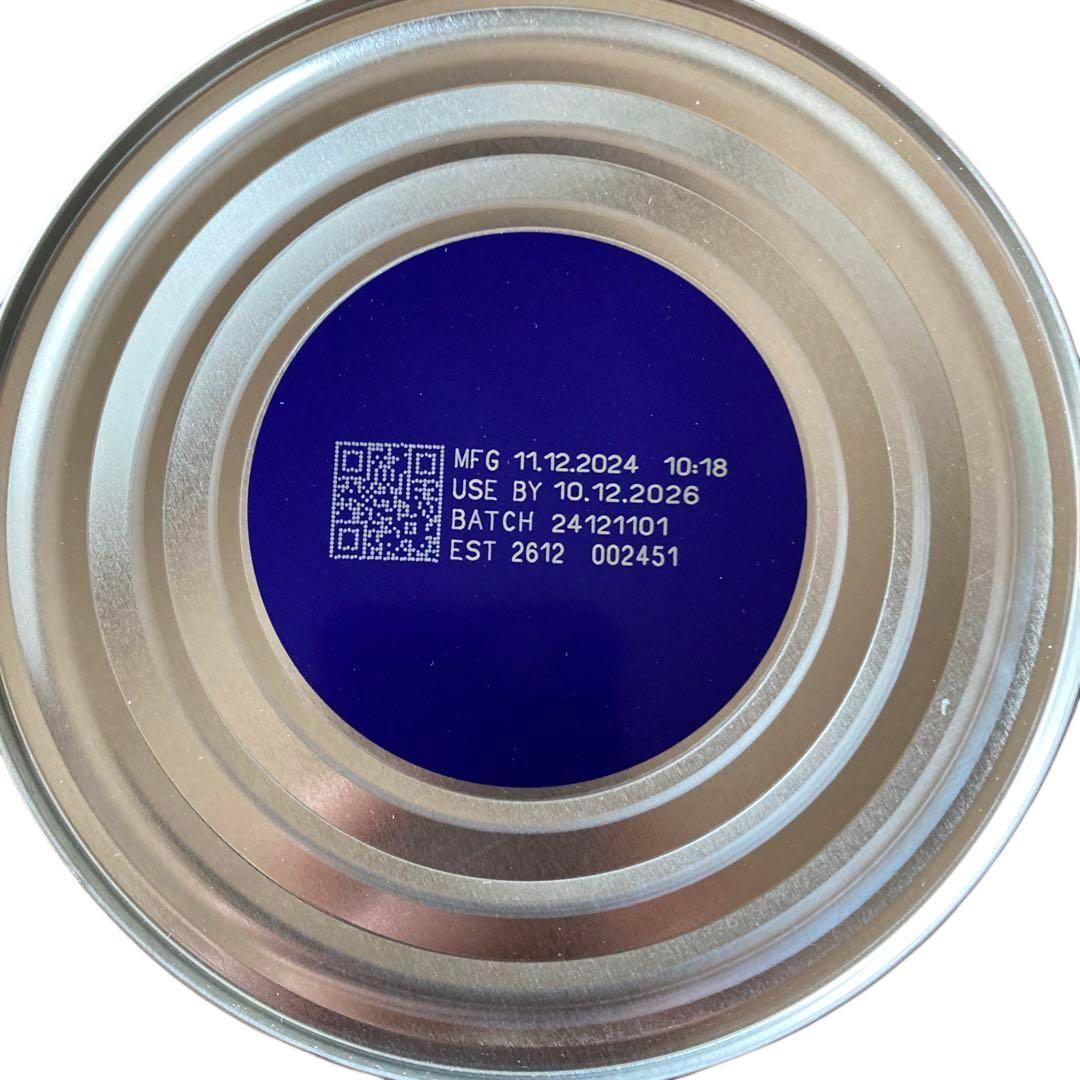 MFG 11.12.2024 10:18
USE BY 10.12.2026
BATCH 24121101
EST 2612 002451